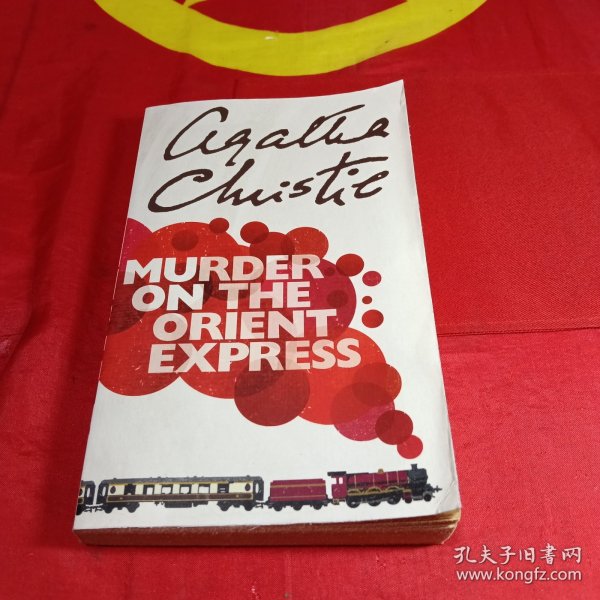 Agatha
Christie
MURDER
ON THE
ORIENT
EXPRESS
孔夫子旧书网
www.kongfz.com